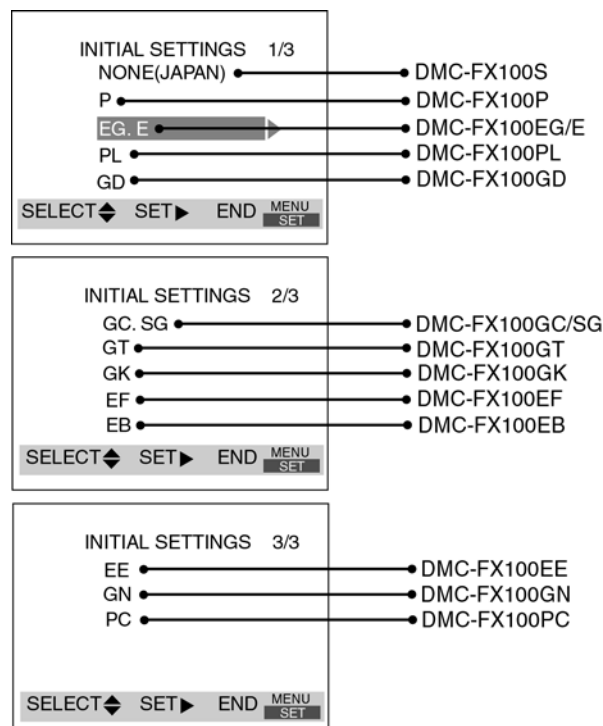 INITIAL SETTINGS 1/3
NONE(JAPAN) DMC-FX100S
P DMC-FX100P
EG. E DMC-FX100EG/E
PL DMC-FX100PL
GD DMC-FX100GD
SELECT SET END MENU
SET
INITIAL SETTINGS 2/3
GC. SG DMC-FX100GC/SG
GT DMC-FX100GT
GK DMC-FX100GK
EF DMC-FX100EF
EB DMC-FX100EB
SELECT SET END MENU
SET
INITIAL SETTINGS 3/3
EE DMC-FX100EE
GN DMC-FX100GN
PC DMC-FX100PC
SELECT SET END MENU
SET